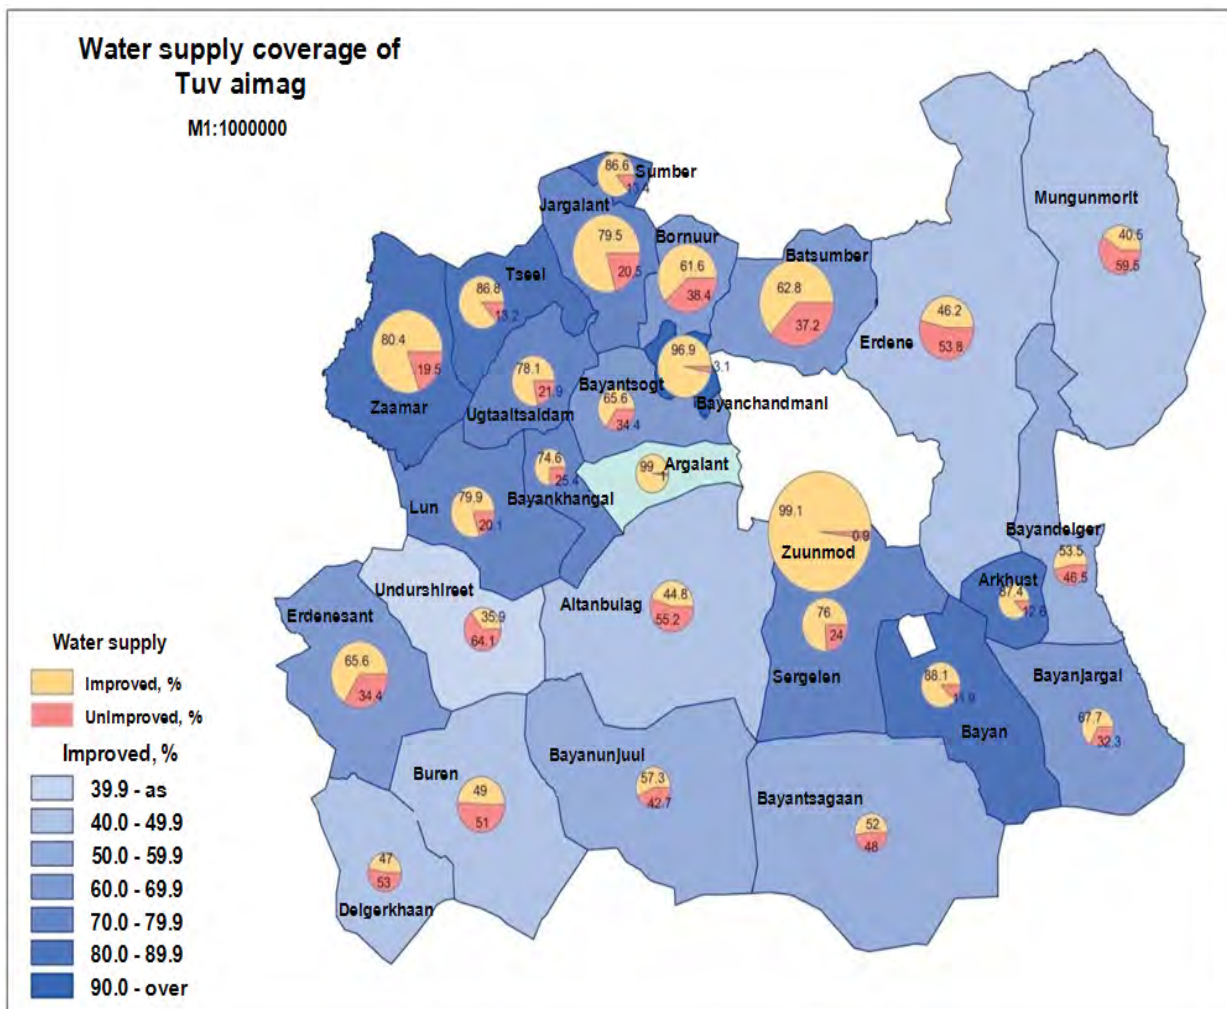 Water supply coverage of
Tuv aimag
M1:1000000
86.6
Sumber
13.4
Mungunmorit
40.5
59.5
Jargalant
79.5
20.5
Bornuur
61.6
38.4
Batsumber
62.8
37.2
Tseel
86.8
13.2
46.2
Erdene
53.8
80.4
19.5
Zaamar
78.1
21.9
Ugtaaltsaidam
Bayantsogt
65.6
34.4
96.9
3.1
Bayanchandmani
74.6
25.4
Bayankhangal
99
1
Argalant
79.9
Lun
20.1
99.1
0.9
Zuunmod
Bayandelger
53.5
46.5
Arkhust
87.4
12.6
Undurshireet
35.9
64.1
Altanbulag
44.8
55.2
76
24
Sergelen
Erdenesant
65.6
34.4
88.1
11.9
Bayan
Bayanjargal
67.7
32.3
Buren
49
51
Bayanunjuul
57.3
42.7
Bayantsagaan
52
48
47
53
Delgerkhaan
Water supply
Improved, %
Unimproved, %
Improved, %
39.9 - as
40.0 - 49.9
50.0 - 59.9
60.0 - 69.9
70.0 - 79.9
80.0 - 89.9
90.0 - over